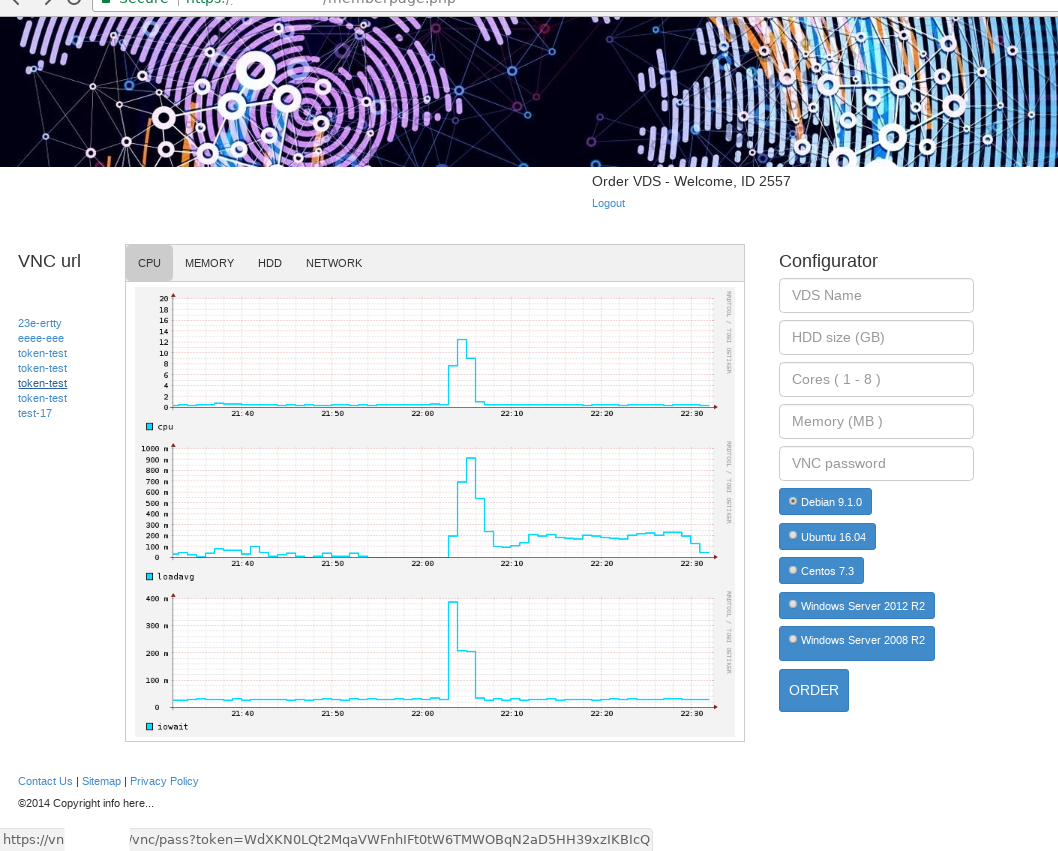 Secure https:/ /memberpage.php
Order VDS - Welcome, ID 2557
Logout
VNC url
23e-ertty
eeee-eee
token-test
token-test
token-test
token-test
test-17
CPU MEMORY HDD NETWORK
20
18
16
14
12
10
8
6
4
2
0
21:40 21:50 22:00 22:10 22:20 22:30
cpu
RRDTOOL / TOBI OETIKER
1000 m
900 m
800 m
700 m
600 m
500 m
400 m
300 m
200 m
100 m
0
21:40 21:50 22:00 22:10 22:20 22:30
loadavg
RRDTOOL / TOBI OETIKER
400 m
300 m
200 m
100 m
0
21:40 21:50 22:00 22:10 22:20 22:30
iowait
RRDTOOL / TOBI OETIKER
Configurator
VDS Name
HDD size (GB)
Cores ( 1 - 8 )
Memory (MB )
VNC password
Debian 9.1.0
Ubuntu 16.04
Centos 7.3
Windows Server 2012 R2
Windows Server 2008 R2
ORDER
Contact Us | Sitemap | Privacy Policy
©2014 Copyright info here...
https://vn /vnc/pass?token=WdXKN0LQt2MqaVWFnhIFt0tW6TMWOBqN2aD5HH39xzIKBIcQ